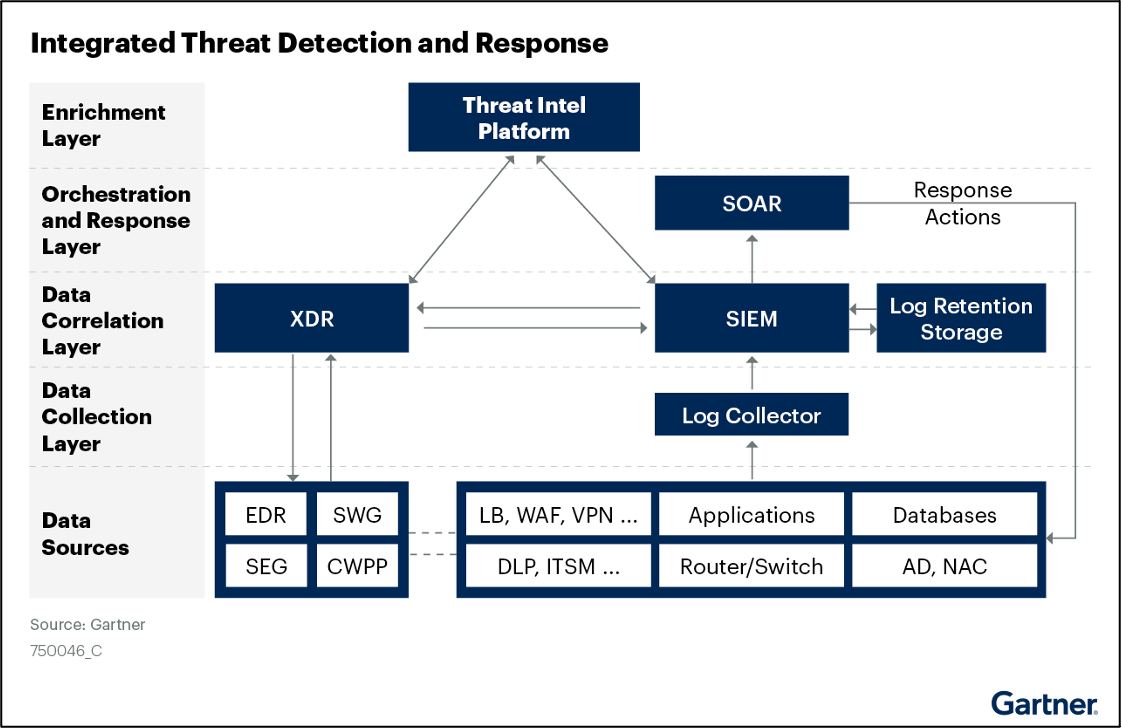 Integrated Threat Detection and Response
Enrichment
Layer
Threat Intel
Platform
Orchestration
and Response
Layer
SOAR
Response
Actions
Data
Correlation
Layer
XDR
SIEM
Log Retention
Storage
Data
Collection
Layer
Log Collector
Data
Sources
EDR
SWG
LB, WAF, VPN ...
Applications
Databases
SEG
CWPP
DLP, ITSM ...
Router/Switch
AD, NAC
Source: Gartner
750046_C
Gartner.